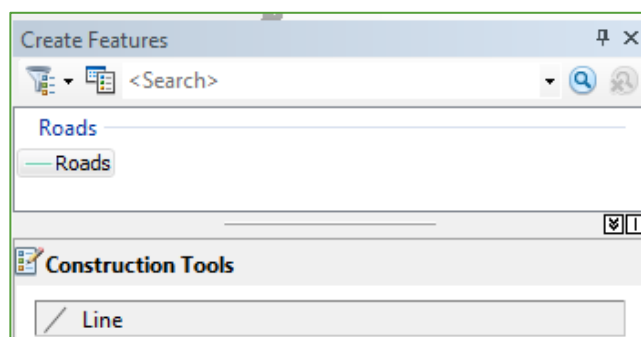 Create Features
<Search>
Roads
Roads
Construction Tools
Line